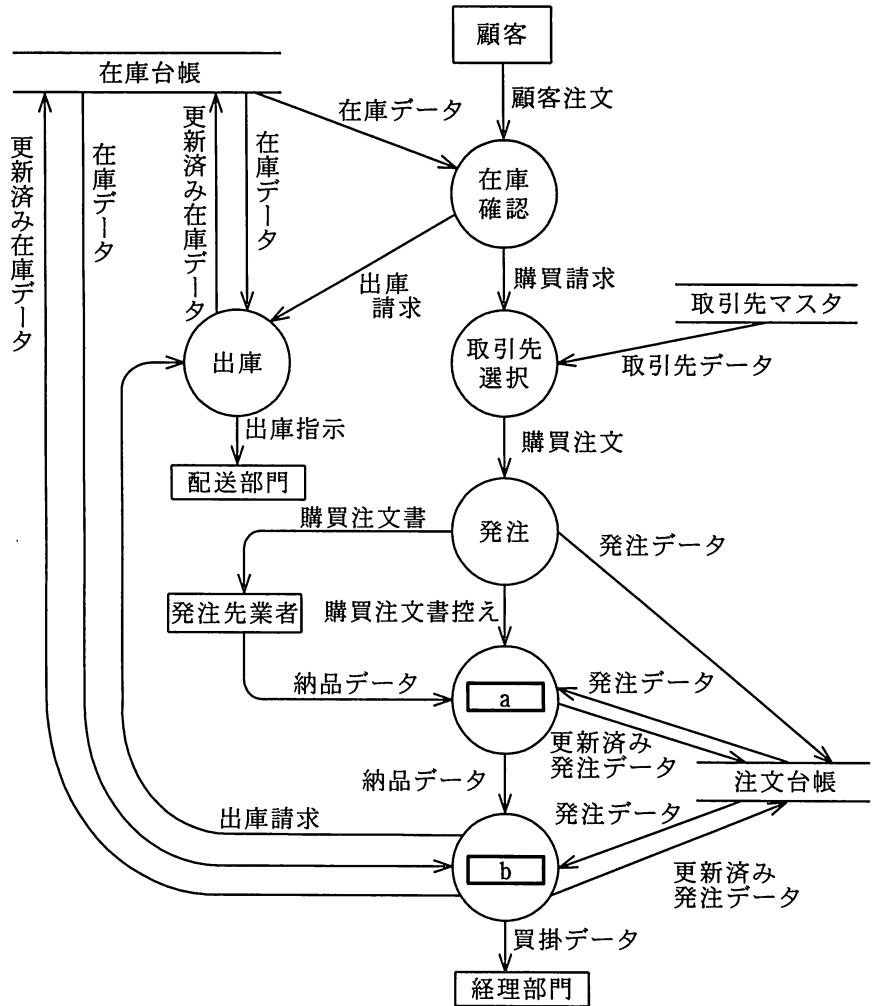 顧客
在庫台帳
顧客注文
在庫データ
更新済み在庫データ
在庫データ
更新済み在庫データ
在庫データ
在庫
確認
出庫
請求
購買請求
取引先マスタ
出庫
取引先
選択
取引先データ
出庫指示
購買注文
配送部門
購買注文書
発注
発注データ
発注先業者
購買注文書控え
納品データ
a
発注データ
更新済み
発注データ
納品データ
注文台帳
出庫請求
発注データ
b
更新済み
発注データ
買掛データ
経理部門